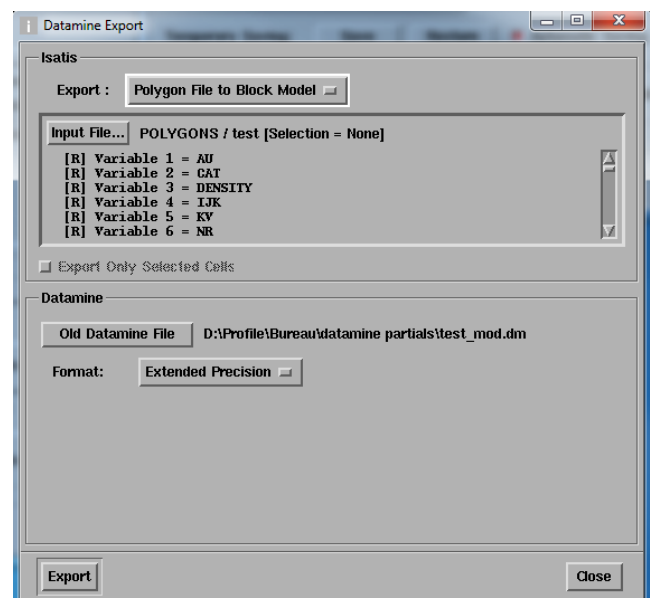 Datamine Export
Isatis
Export : Polygon File to Block Model
Input File... POLYGONS / test [Selection = None]
[R] Variable 1 = AU
[R] Variable 2 = CAT
[R] Variable 3 = DENSITY
[R] Variable 4 = IJK
[R] Variable 5 = KV
[R] Variable 6 = NR
Export Only Selected Cells
Datamine
Old Datamine File D:\Profile\Bureau\datamine partials\test_mod.dm
Format: Extended Precision
Export Close